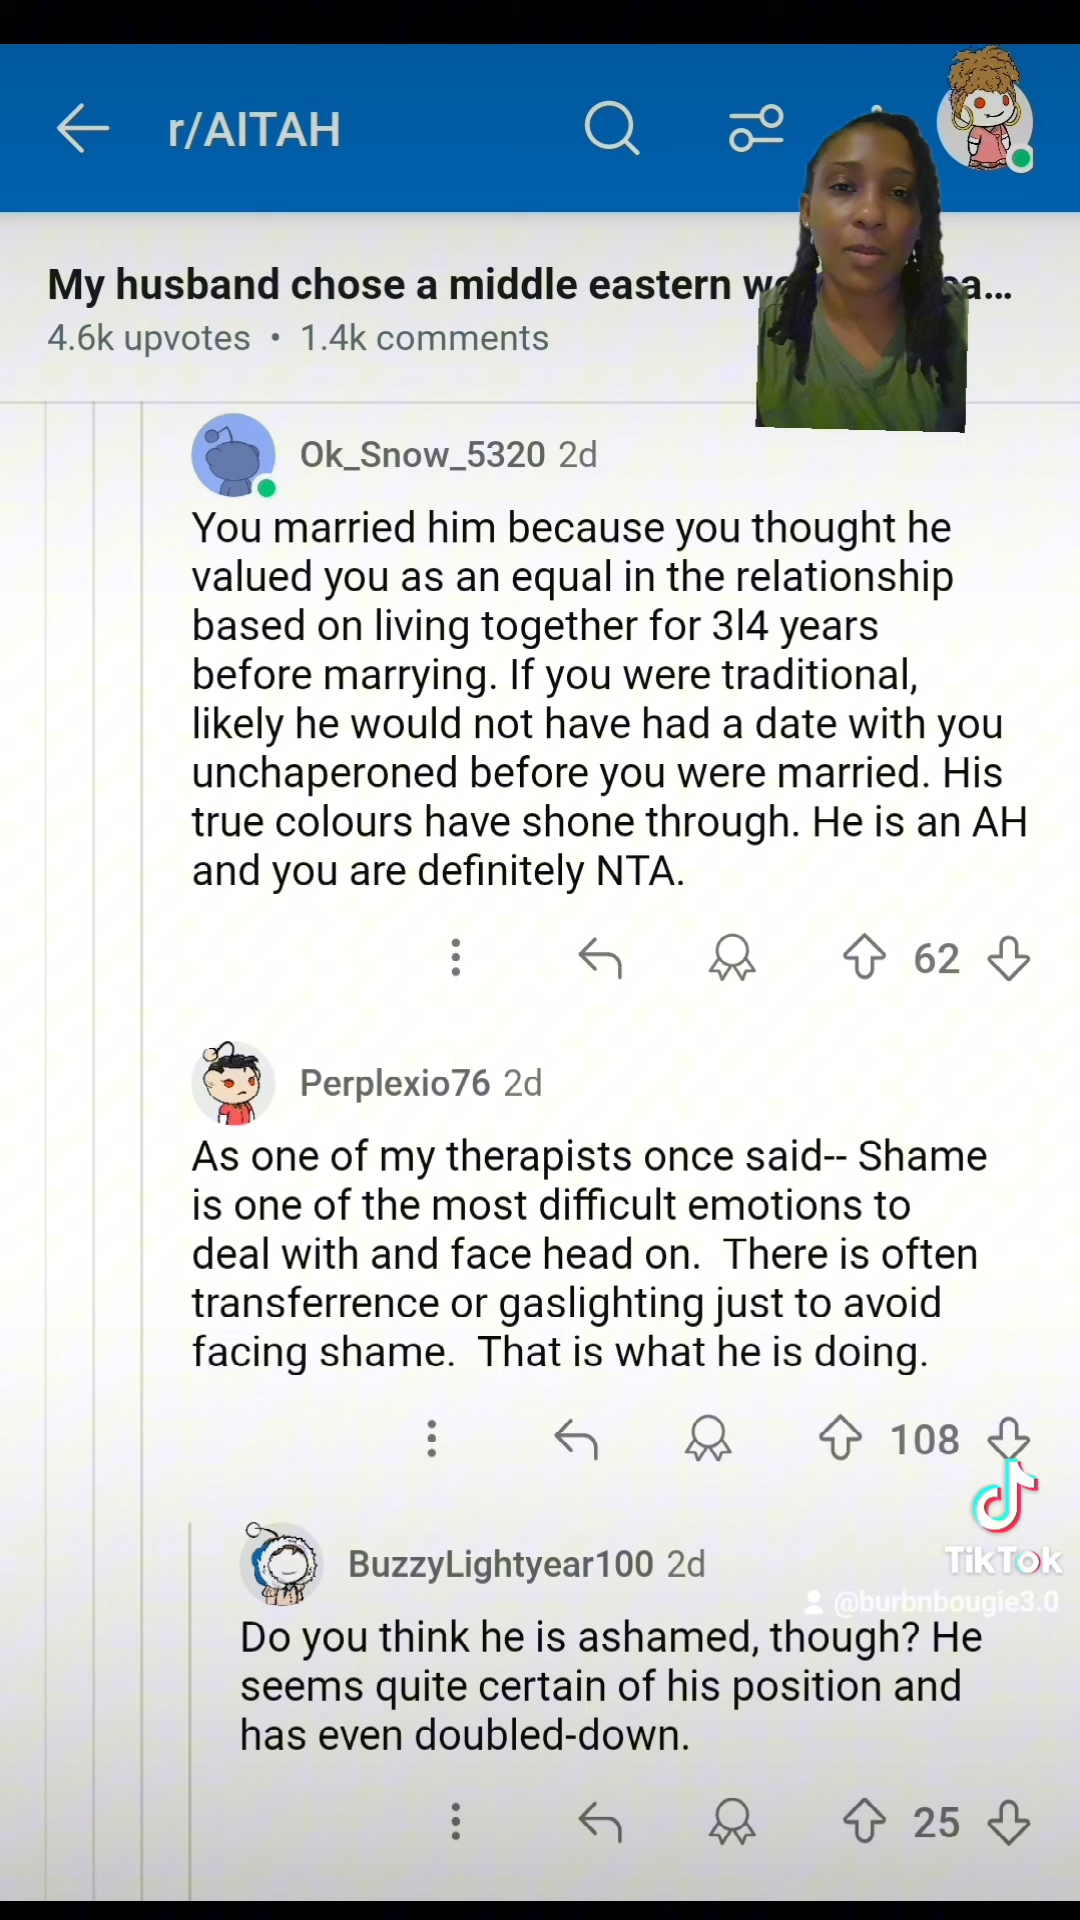 r/AITAH
My husband chose a middle eastern a...
4.6k upvotes • 1.4k comments
Ok_Snow_5320 2d
You married him because you thought he
valued you as an equal in the relationship
based on living together for 3l4 years
before marrying. If you were traditional,
likely he would not have had a date with you
unchaperoned before you were married. His
true colours have shone through. He is an AH
and you are definitely NTA.
62
Perplexio76 2d
As one of my therapists once said-- Shame
is one of the most difficult emotions to
deal with and face head on.  There is often
transferrence or gaslighting just to avoid
facing shame.  That is what he is doing.
108
TikTok
@burbnbougie3.0
BuzzyLightyear100 2d
Do you think he is ashamed, though? He
seems quite certain of his position and
has even doubled-down.
25